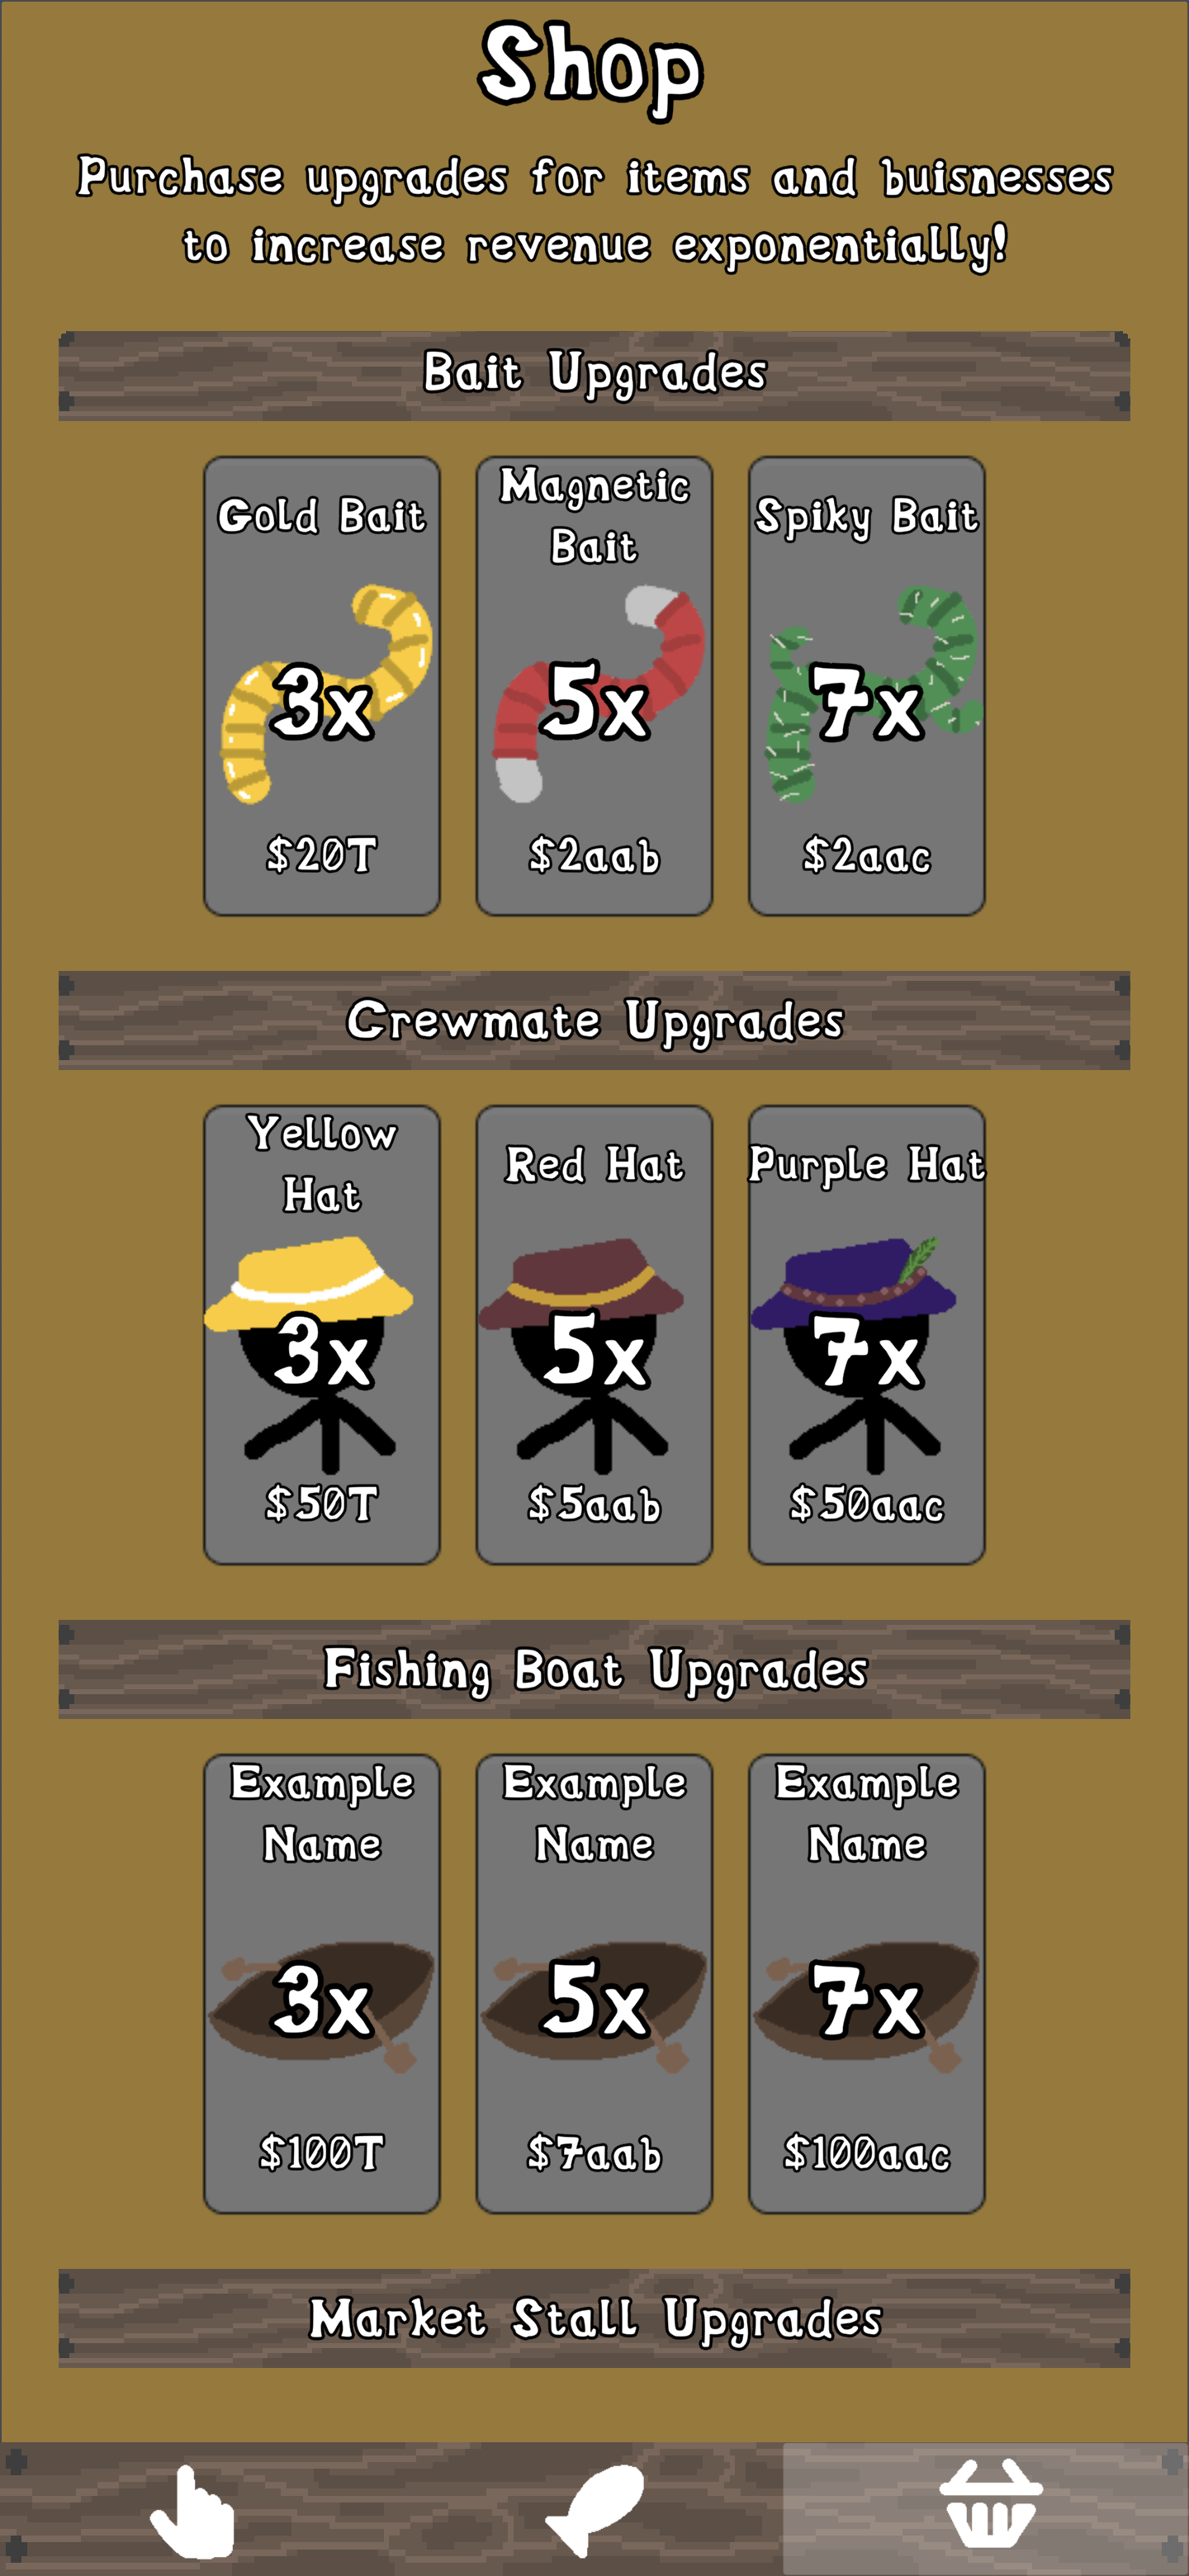 Shop
Purchase upgrades for items and buisnesses
to increase revenue exponentially!
Bait Upgrades
Gold Bait
3x
$20T
Magnetic
Bait
5x
$2aab
Spiky Bait
7x
$2aac
Crewmate Upgrades
Yellow
Hat
3x
$50T
Red Hat
5x
$5aab
Purple Hat
7x
$50aac
Fishing Boat Upgrades
Example
Name
3x
$100T
Example
Name
5x
$7aab
Example
Name
7x
$100aac
Market Stall Upgrades